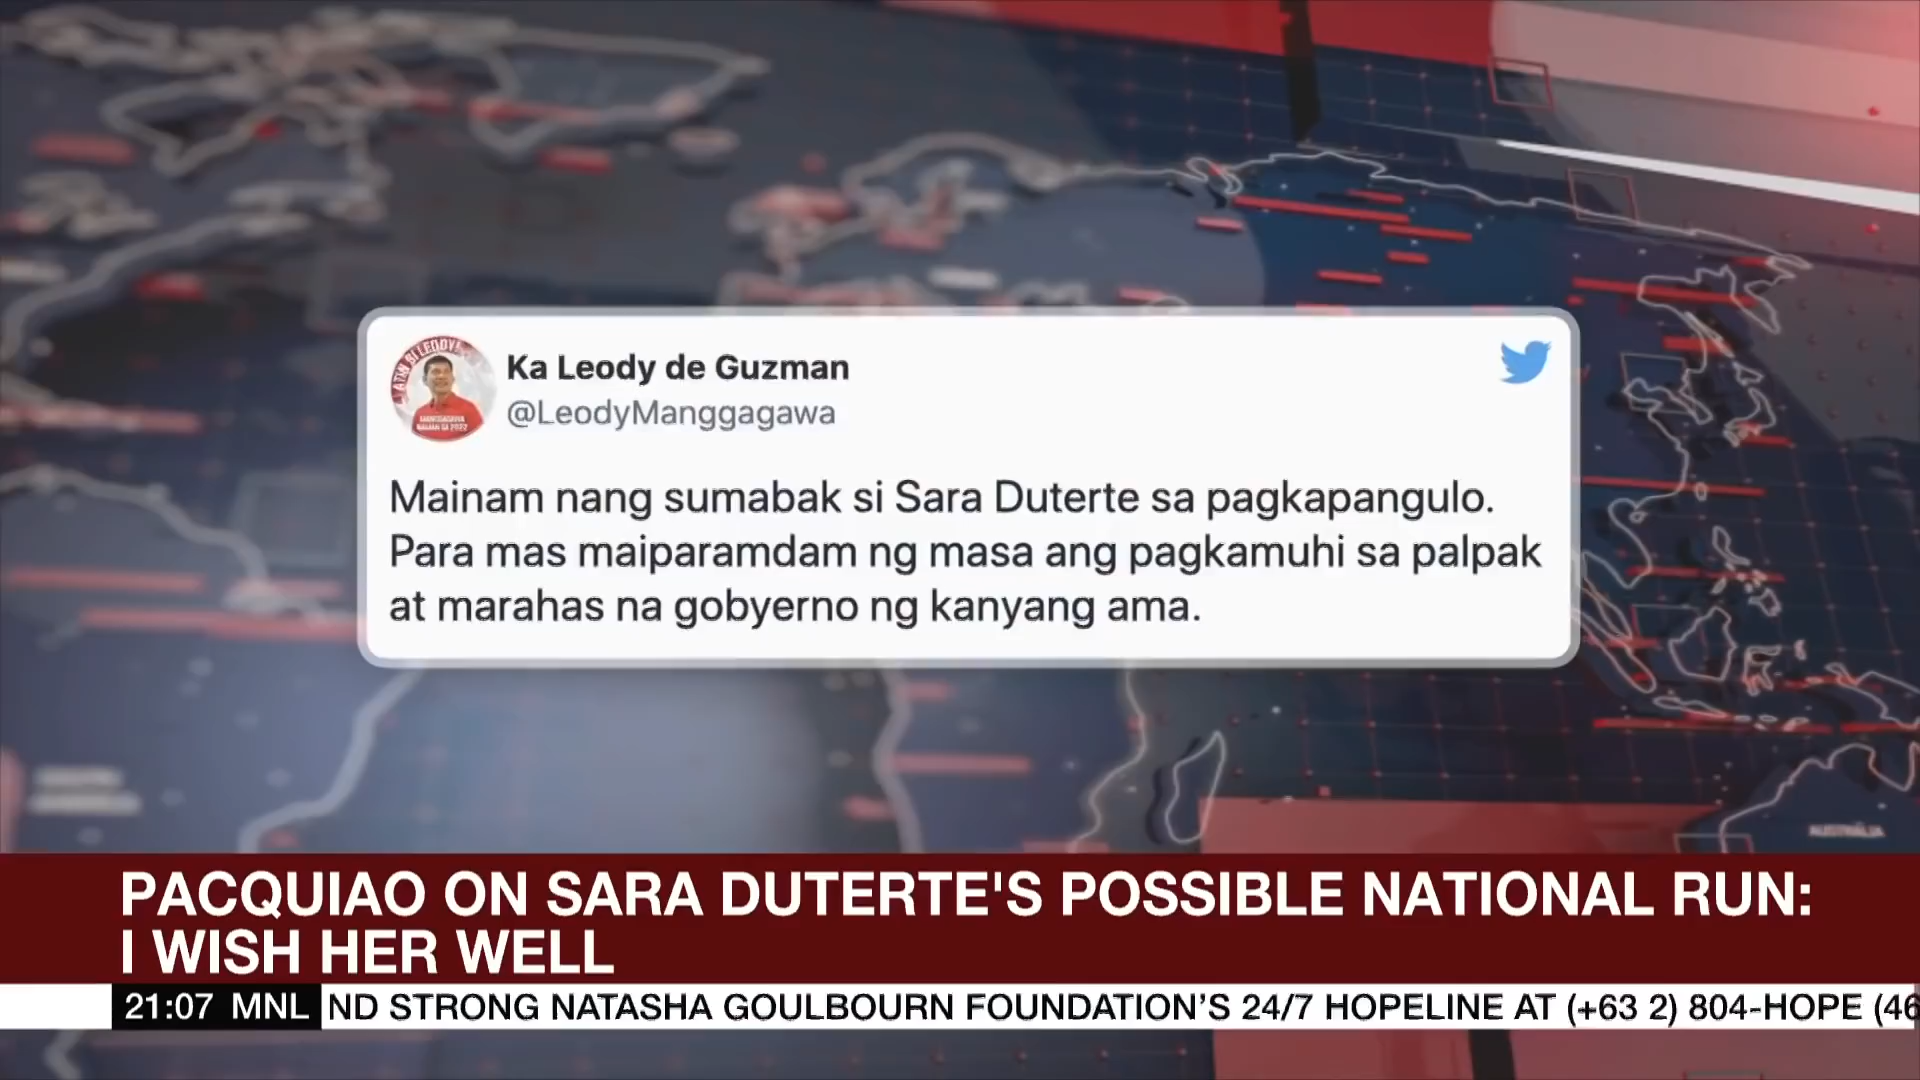 Ka Leody de Guzman
@LeodyManggagawa
Mainam nang sumabak si Sara Duterte sa pagkapangulo.
Para mas maiparamdam ng masa ang pagkamuhi sa palpak
at marahas na gobyerno ng kanyang ama.
AUSTRALIA
PACQUIAO ON SARA DUTERTE'S POSSIBLE NATIONAL RUN:
I WISH HER WELL
21:07 MNL ND STRONG NATASHA GOULBOURN FOUNDATION'S 24/7 HOPELINE AT (+63 2) 804-HOPE (46